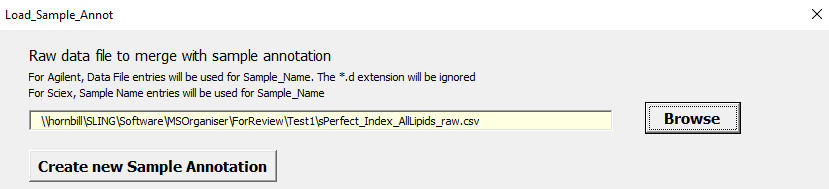 Load_Sample_Annot
Raw data file to merge with sample annotation
For Agilent, Data File entries will be used for Sample_Name. The *.d extension will be ignored
For Sciex, Sample Name entries will be used for Sample_Name
\\hornbill\SLING\Software\MSOrganiser\ForReview\Test1\sPerfect_Index_AllLipids_raw.csv
Browse
Create new Sample Annotation